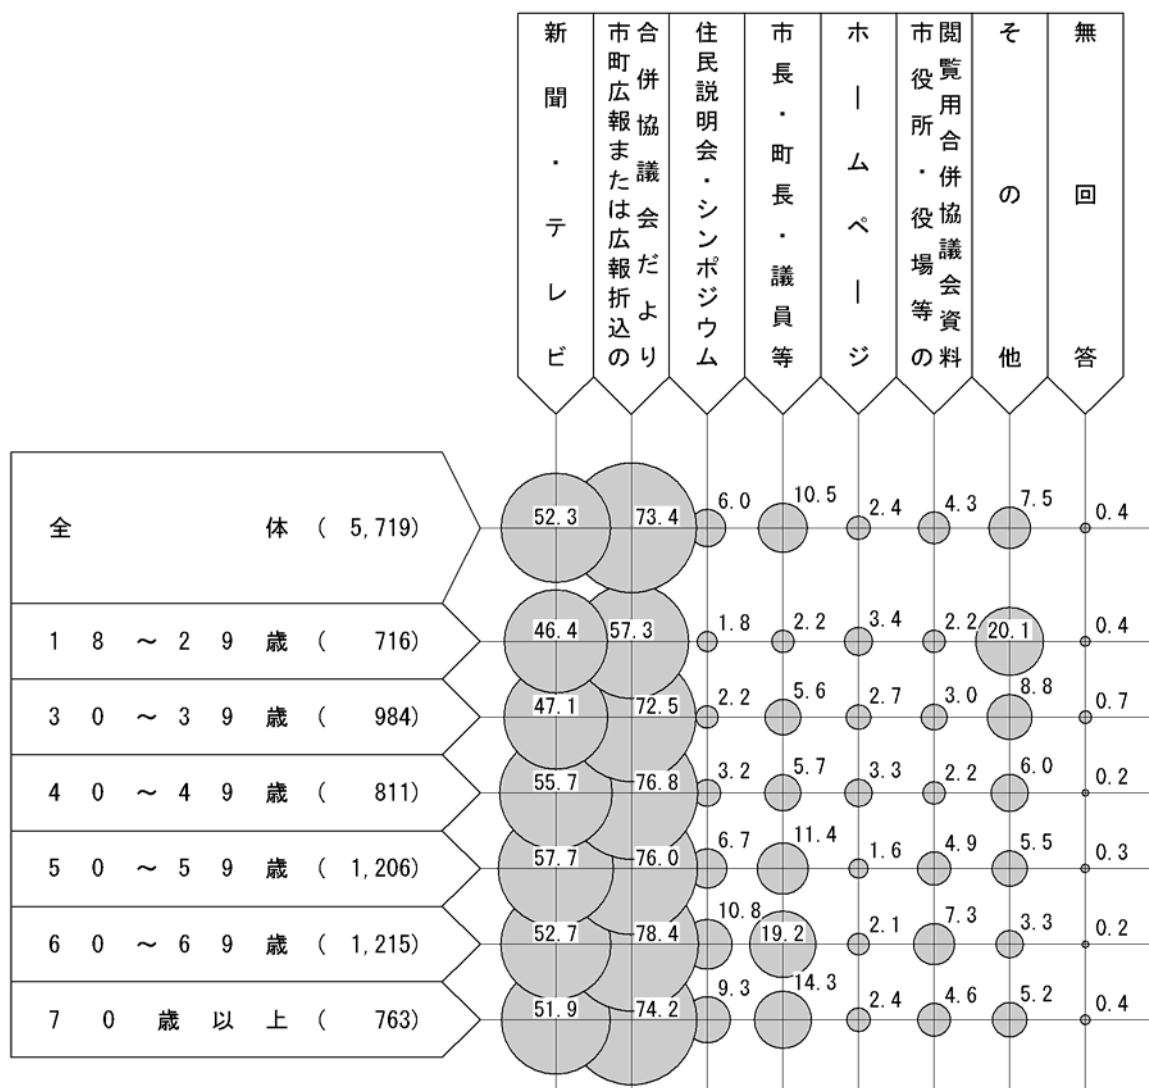 新聞・テレビ
合併協議会だより
市町広報または広報折込の
住民説明会・シンポジウム
市長・町長・議員等
ホームページ
閲覧用合併協議会資料
市役所・役場等の
その他
無回答
全体( 5,719) 52.3 73.4 6.0 10.5 2.4 4.3 7.5 0.4
18~29歳( 716) 46.4 57.3 1.8 2.2 3.4 2.2 20.1 0.4
30~39歳( 984) 47.1 72.5 2.2 5.6 2.7 3.0 8.8 0.7
40~49歳( 811) 55.7 76.8 3.2 5.7 3.3 2.2 6.0 0.2
50~59歳( 1,206) 57.7 76.0 6.7 11.4 1.6 4.9 5.5 0.3
60~69歳( 1,215) 52.7 78.4 10.8 19.2 2.1 7.3 3.3 0.2
70歳以上( 763) 51.9 74.2 9.3 14.3 2.4 4.6 5.2 0.4